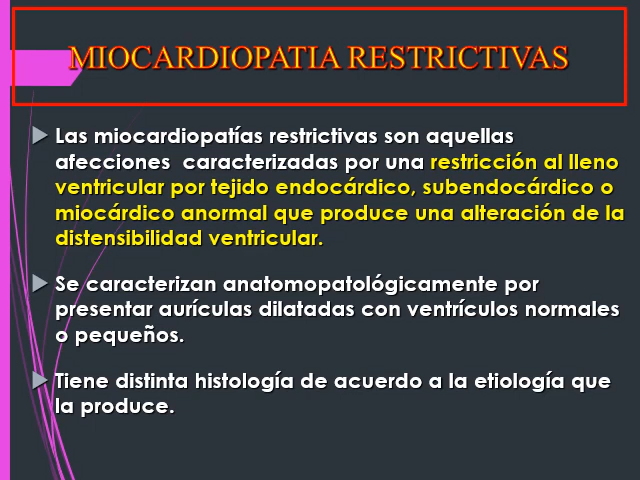 MIOCARDIOPATIA RESTRICTIVAS
Las miocardiopatías restrictivas son aquellas
afecciones caracterizadas por una restricción al lleno
ventricular por tejido endocárdico, subendocárdico o
miocárdico anormal que produce una alteración de la
distensibilidad ventricular.
Se caracterizan anatomopatológicamente por
presentar aurículas dilatadas con ventrículos normales
o pequeños.
Tiene distinta histología de acuerdo a la etiología que
la produce.